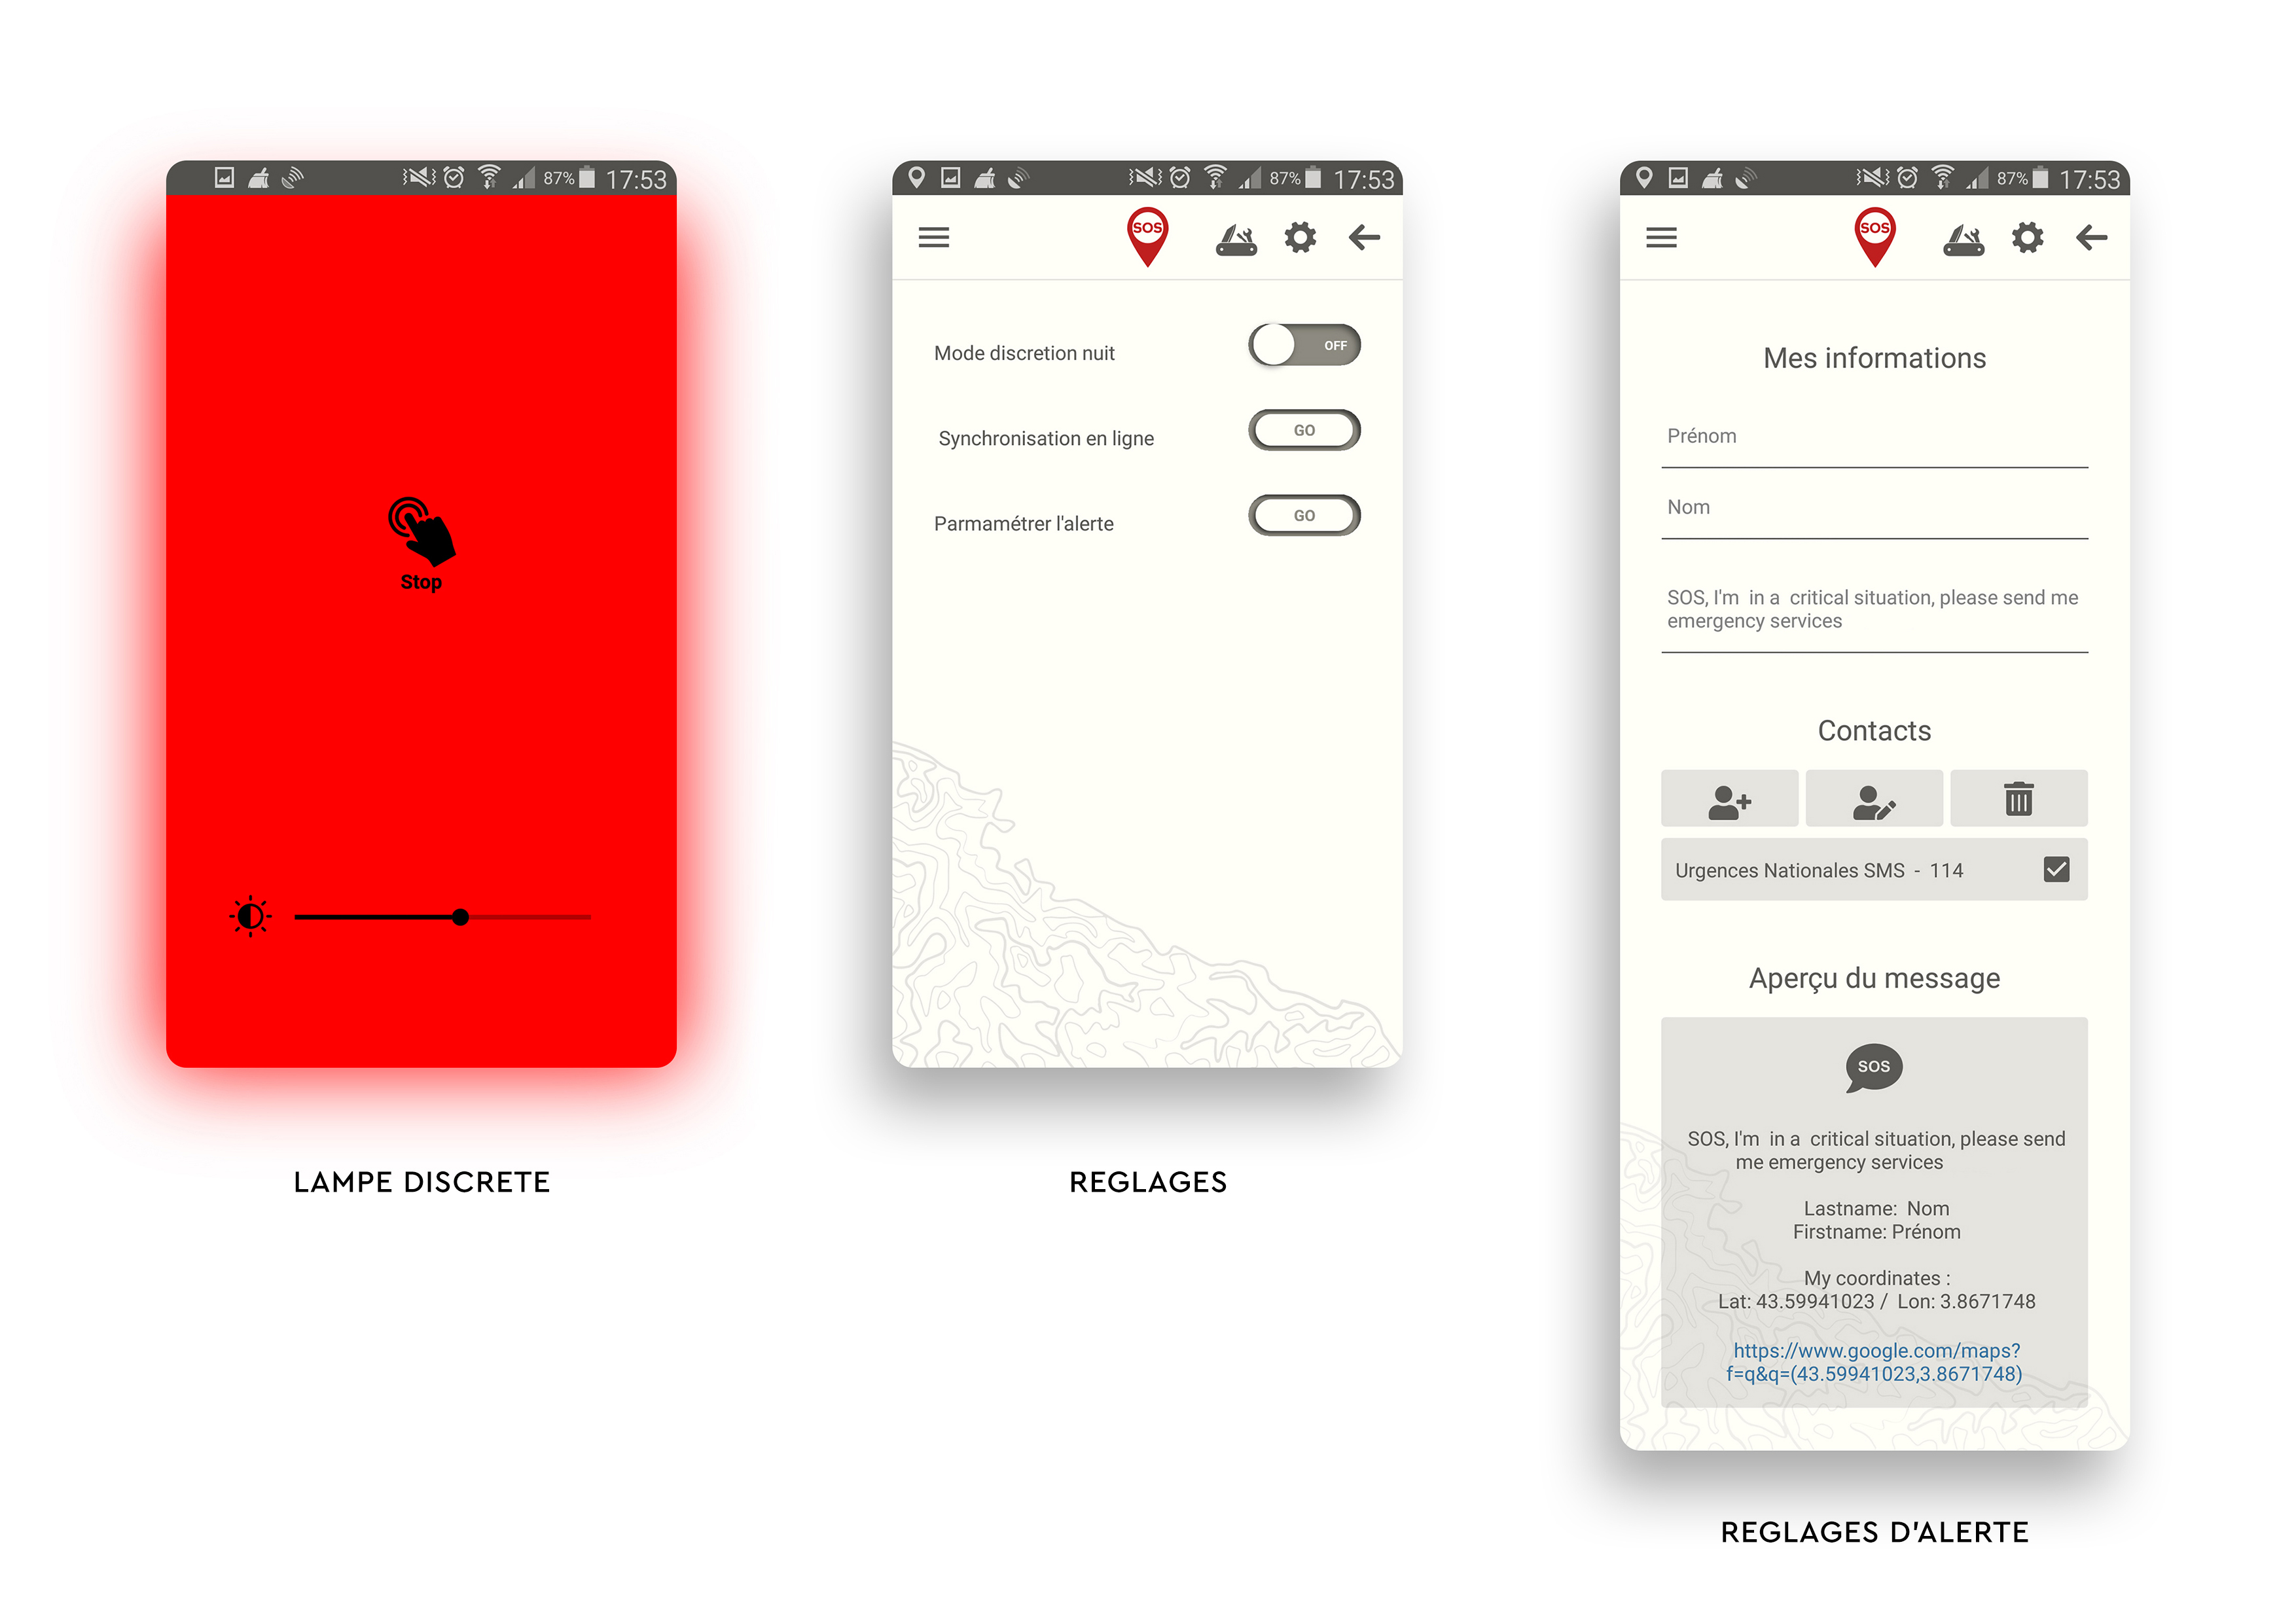 87% 17:53
Stop
LAMPE DISCRETE
87% 17:53
SOS
Mode discretion nuit OFF
Synchronisation en ligne GO
Parmamétrer l'alerte GO
REGLAGES
87% 17:53
SOS
Mes informations
Prénom
Nom
SOS, I'm in a critical situation, please send me
emergency services
Contacts
Urgences Nationales SMS - 114
Aperçu du message
SOS
SOS, I'm in a critical situation, please send
me emergency services
Lastname: Nom
Firstname: Prénom
My coordinates :
Lat: 43.59941023 / Lon: 3.8671748
https://www.google.com/maps?
f=q&q=(43.59941023,3.8671748)
REGLAGES D'ALERTE